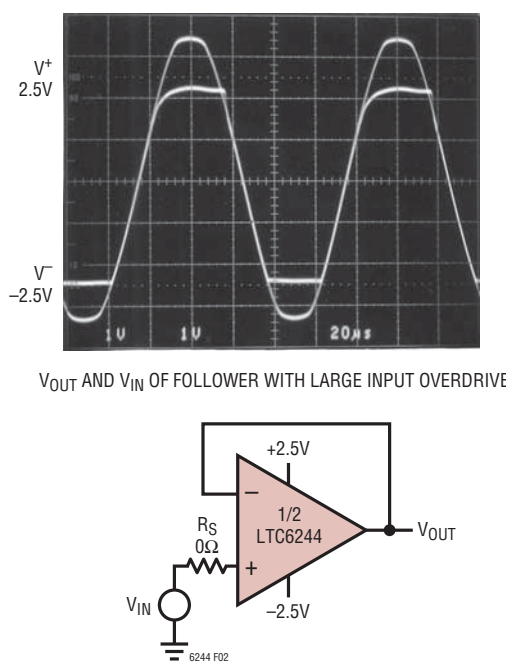 V+
2.5V
V−
−2.5V
1V 1V 20µs
VOUT AND VIN OF FOLLOWER WITH LARGE INPUT OVERDRIVE
+2.5V
−
1/2
LTC6244
RS
0Ω
+
VOUT
VIN
−2.5V
6244 F02